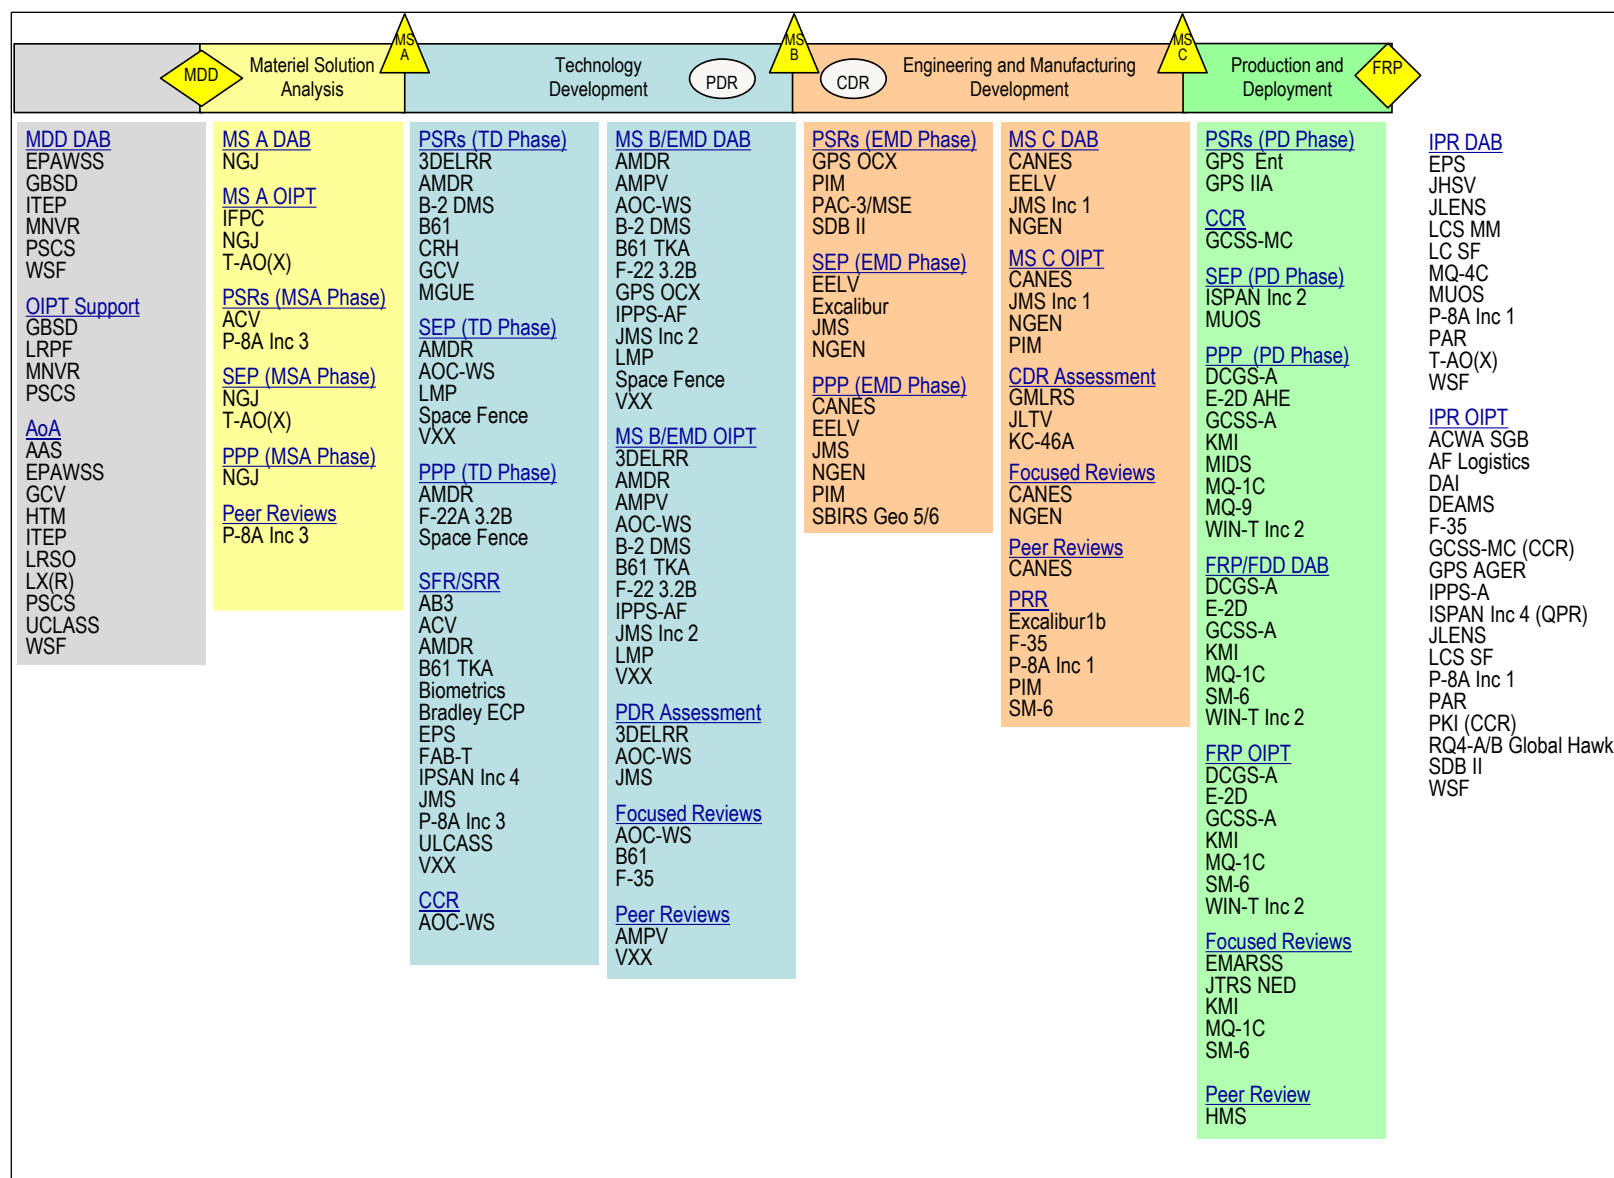 MDD
Materiel Solution
Analysis
MS
A
Technology
Development
PDR
MS
B
CDR
Engineering and Manufacturing
Development
MS
C
Production and
Deployment
FRP
MDD DAB
EPAWSS
GBSD
ITEP
MNVR
PSCS
WSF
OIPT Support
GBSD
LRPF
MNVR
PSCS
AoA
AAS
EPAWSS
GCV
HTM
ITEP
LRSO
LX(R)
PSCS
UCLASS
WSF
MS A DAB
NGJ
MS A OIPT
IFPC
NGJ
T-AO(X)
PSRs (MSA Phase)
ACV
P-8A Inc 3
SEP (MSA Phase)
NGJ
T-AO(X)
PPP (MSA Phase)
NGJ
Peer Reviews
P-8A Inc 3
PSRs (TD Phase)
3DELRR
AMDR
B-2 DMS
B61
CRH
GCV
MGUE
SEP (TD Phase)
AMDR
AOC-WS
LMP
Space Fence
VXX
PPP (TD Phase)
AMDR
F-22A 3.2B
Space Fence
SFR/SRR
AB3
ACV
AMDR
B61 TKA
Biometrics
Bradley ECP
EPS
FAB-T
IPSAN Inc 4
JMS
P-8A Inc 3
ULCASS
VXX
CCR
AOC-WS
MS B/EMD DAB
AMDR
AMPV
AOC-WS
B-2 DMS
B61 TKA
F-22 3.2B
GPS OCX
IPPS-AF
JMS Inc 2
LMP
Space Fence
VXX
MS B/EMD OIPT
3DELRR
AMDR
AMPV
AOC-WS
B-2 DMS
B61 TKA
F-22 3.2B
IPPS-AF
JMS Inc 2
LMP
VXX
PDR Assessment
3DELRR
AOC-WS
JMS
Focused Reviews
AOC-WS
B61
F-35
Peer Reviews
AMPV
VXX
PSRs (EMD Phase)
GPS OCX
PIM
PAC-3/MSE
SDB II
SEP (EMD Phase)
EELV
Excalibur
JMS
NGEN
PPP (EMD Phase)
CANES
EELV
JMS
NGEN
PIM
SBIRS Geo 5/6
MS C DAB
CANES
EELV
JMS Inc 1
NGEN
MS C OIPT
CANES
JMS Inc 1
NGEN
PIM
CDR Assessment
GMLRS
JLTV
KC-46A
Focused Reviews
CANES
NGEN
Peer Reviews
CANES
PRR
Excalibur1b
F-35
P-8A Inc 1
PIM
SM-6
PSRs (PD Phase)
GPS Ent
GPS IIA
CCR
GCSS-MC
SEP (PD Phase)
ISPAN Inc 2
MUOS
PPP (PD Phase)
DCGS-A
E-2D AHE
GCSS-A
KMI
MIDS
MQ-1C
MQ-9
WIN-T Inc 2
FRP/FDD DAB
DCGS-A
E-2D
GCSS-A
KMI
MQ-1C
SM-6
WIN-T Inc 2
FRP OIPT
DCGS-A
E-2D
GCSS-A
KMI
MQ-1C
SM-6
WIN-T Inc 2
Focused Reviews
EMARSS
JTRS NED
KMI
MQ-1C
SM-6
Peer Review
HMS
IPR DAB
EPS
JHSV
JLENS
LCS MM
LC SF
MQ-4C
MUOS
P-8A Inc 1
PAR
T-AO(X)
WSF
IPR OIPT
ACWA SGB
AF Logistics
DAI
DEAMS
F-35
GCSS-MC (CCR)
GPS AGER
IPPS-A
ISPAN Inc 4 (QPR)
JLENS
LCS SF
P-8A Inc 1
PAR
PKI (CCR)
RQ4-A/B Global Hawk
SDB II
WSF